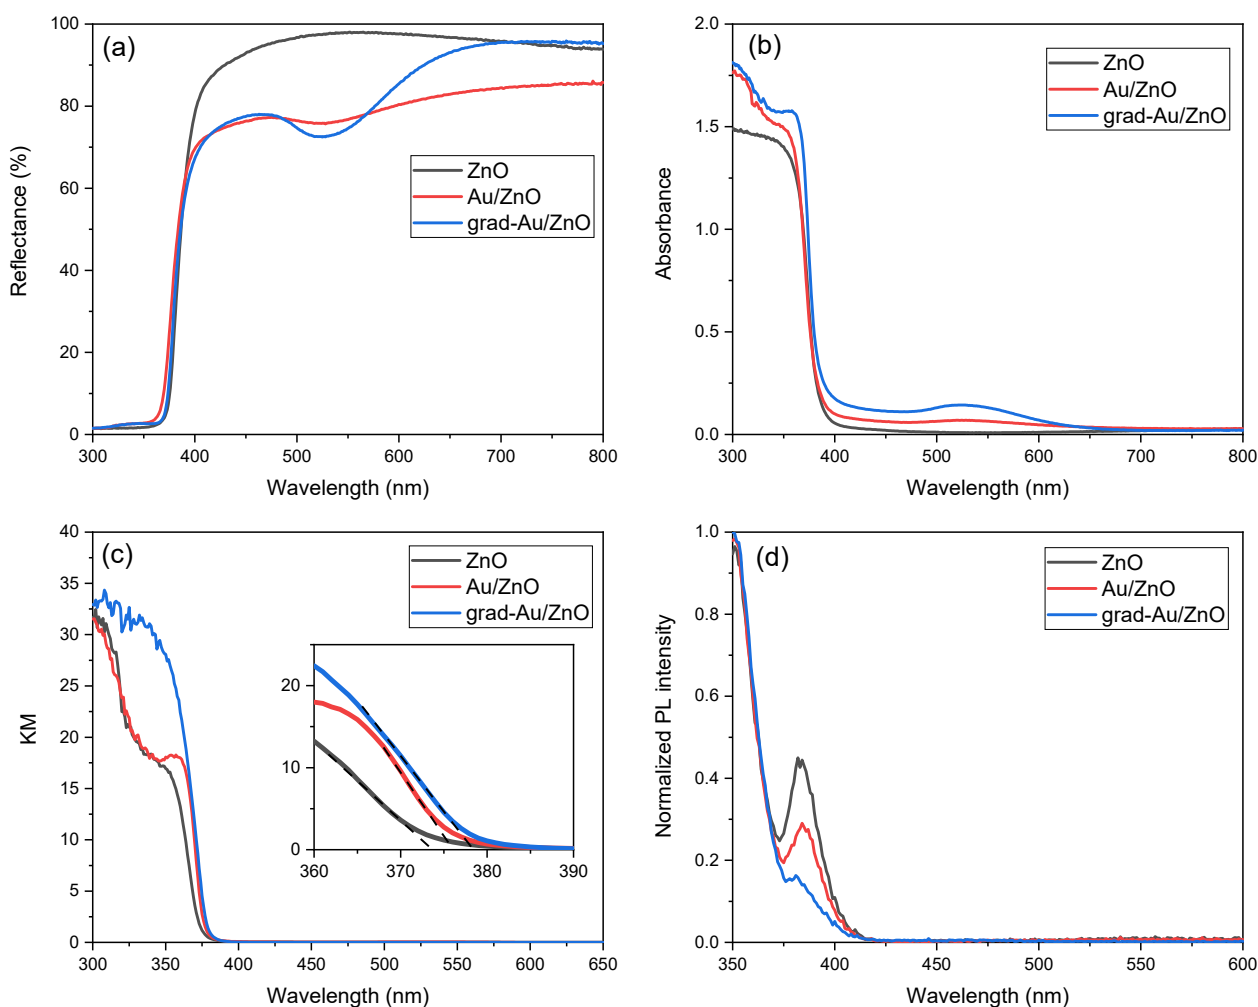 (a)
Reflectance (%)
100
80
60
40
20
0
ZnO
Au/ZnO
grad-Au/ZnO
300 400 500 600 700 800
Wavelength (nm)
(b)
Absorbance
2.0
1.5
1.0
0.5
0.0
ZnO
Au/ZnO
grad-Au/ZnO
300 400 500 600 700 800
Wavelength (nm)
(c)
KM
40
35
30
25
20
15
10
5
0
ZnO
Au/ZnO
grad-Au/ZnO
20
10
0
360 370 380 390
300 350 400 450 500 550 600 650
Wavelength (nm)
(d)
Normalized PL intensity
1.0
0.8
0.6
0.4
0.2
0.0
ZnO
Au/ZnO
grad-Au/ZnO
350 400 450 500 550 600
Wavelength (nm)